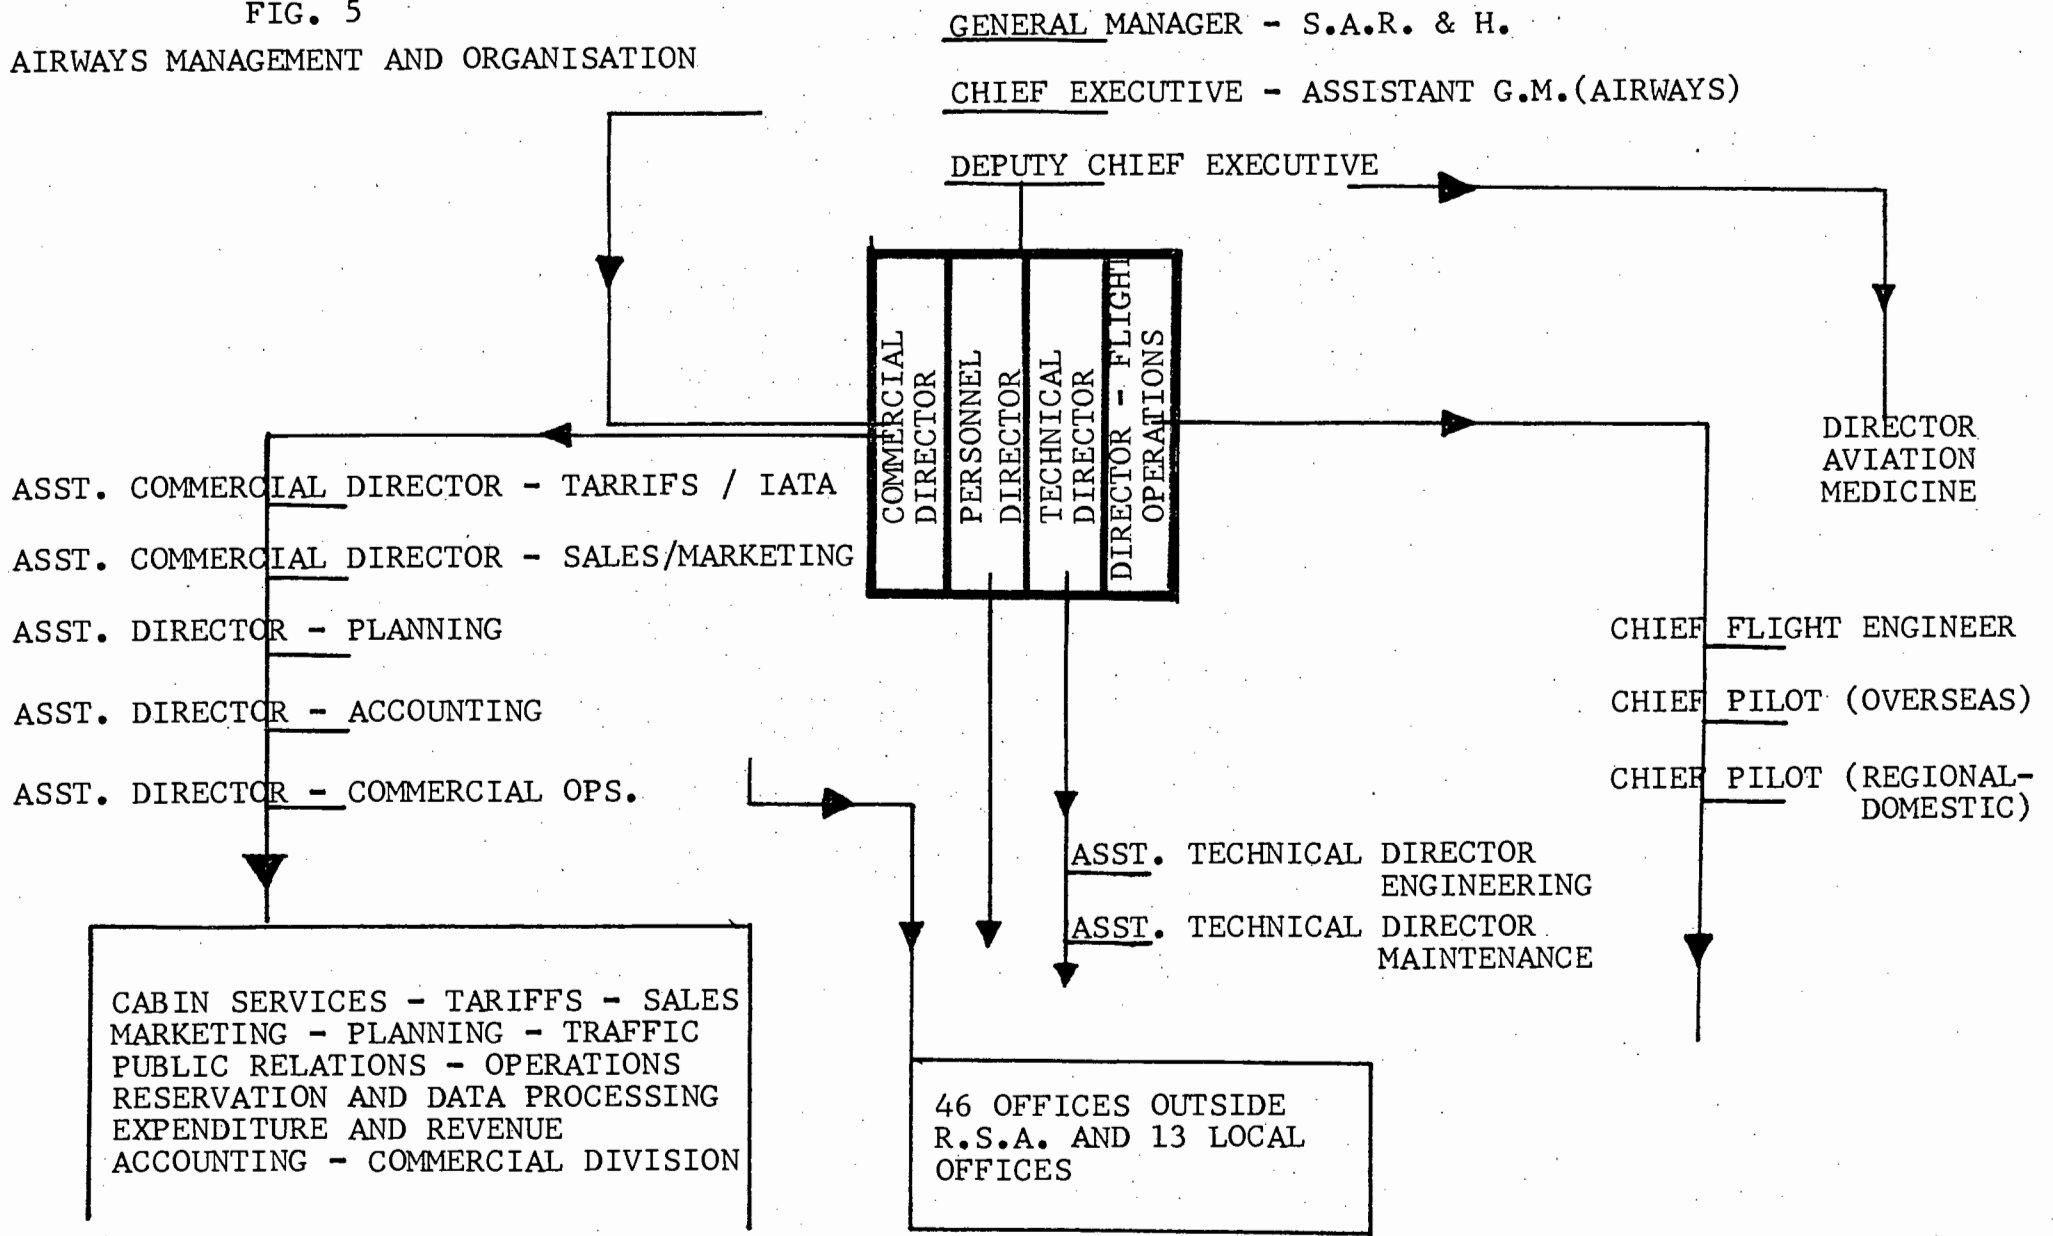 FIG. 5
AIRWAYS MANAGEMENT AND ORGANISATION
GENERAL MANAGER - S.A.R. & H.
CHIEF EXECUTIVE - ASSISTANT G.M.(AIRWAYS)
DEPUTY CHIEF EXECUTIVE
COMMERCIAL
DIRECTOR
PERSONNEL
DIRECTOR
TECHNICAL
DIRECTOR
DIRECTOR - FLIGHT
OPERATIONS
DIRECTOR
AVIATION
MEDICINE
ASST. COMMERCIAL DIRECTOR - TARRIFS / IATA
ASST. COMMERCIAL DIRECTOR - SALES/MARKETING
ASST. DIRECTOR - PLANNING
ASST. DIRECTOR - ACCOUNTING
ASST. DIRECTOR - COMMERCIAL OPS.
CHIEF FLIGHT ENGINEER
CHIEF PILOT (OVERSEAS)
CHIEF PILOT (REGIONAL-
DOMESTIC)
ASST. TECHNICAL DIRECTOR
ENGINEERING
ASST. TECHNICAL DIRECTOR
MAINTENANCE
CABIN SERVICES - TARIFFS - SALES
MARKETING - PLANNING - TRAFFIC
PUBLIC RELATIONS - OPERATIONS
RESERVATION AND DATA PROCESSING
EXPENDITURE AND REVENUE
ACCOUNTING - COMMERCIAL DIVISION
46 OFFICES OUTSIDE
R.S.A. AND 13 LOCAL
OFFICES